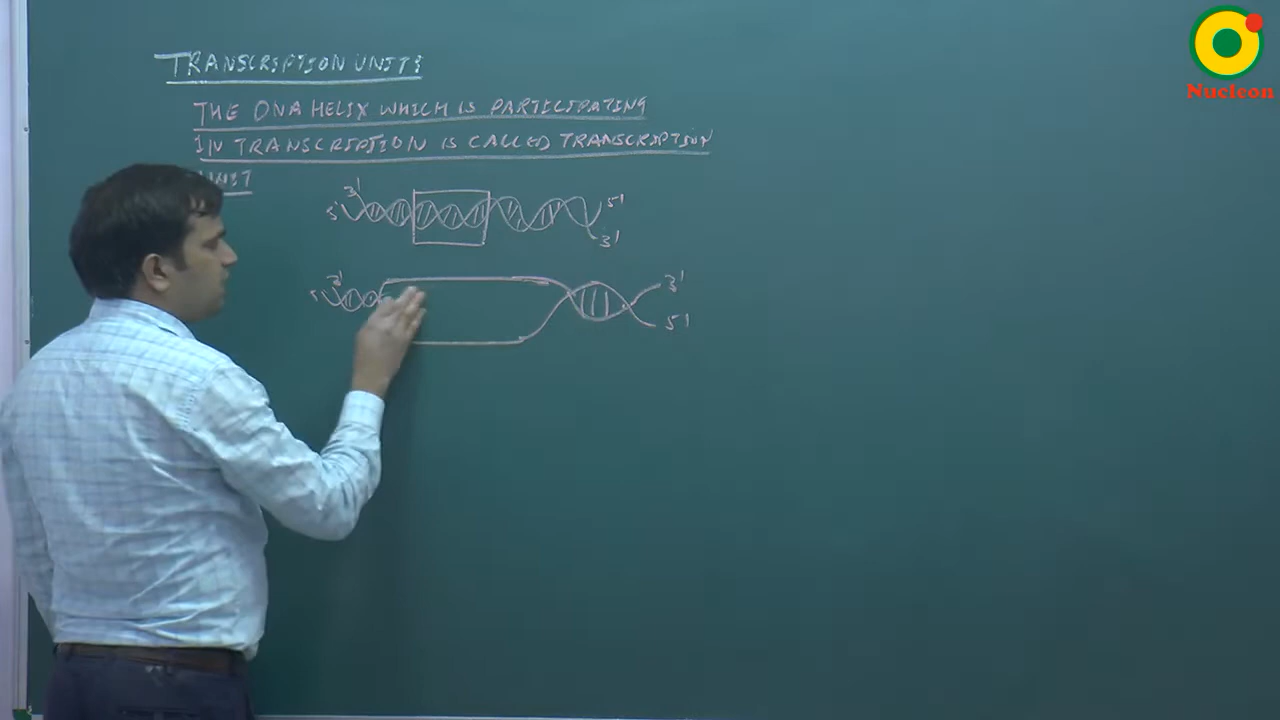 TRANSCRIPTION UNIT:
THE DNA HELIX WHICH IS PARTICIPATING
IN TRANSCRIPTION IS CALLED TRANSCRIPTION
UNIT
3'
5'
5'
3'
3'
3'
5'
Nucleon